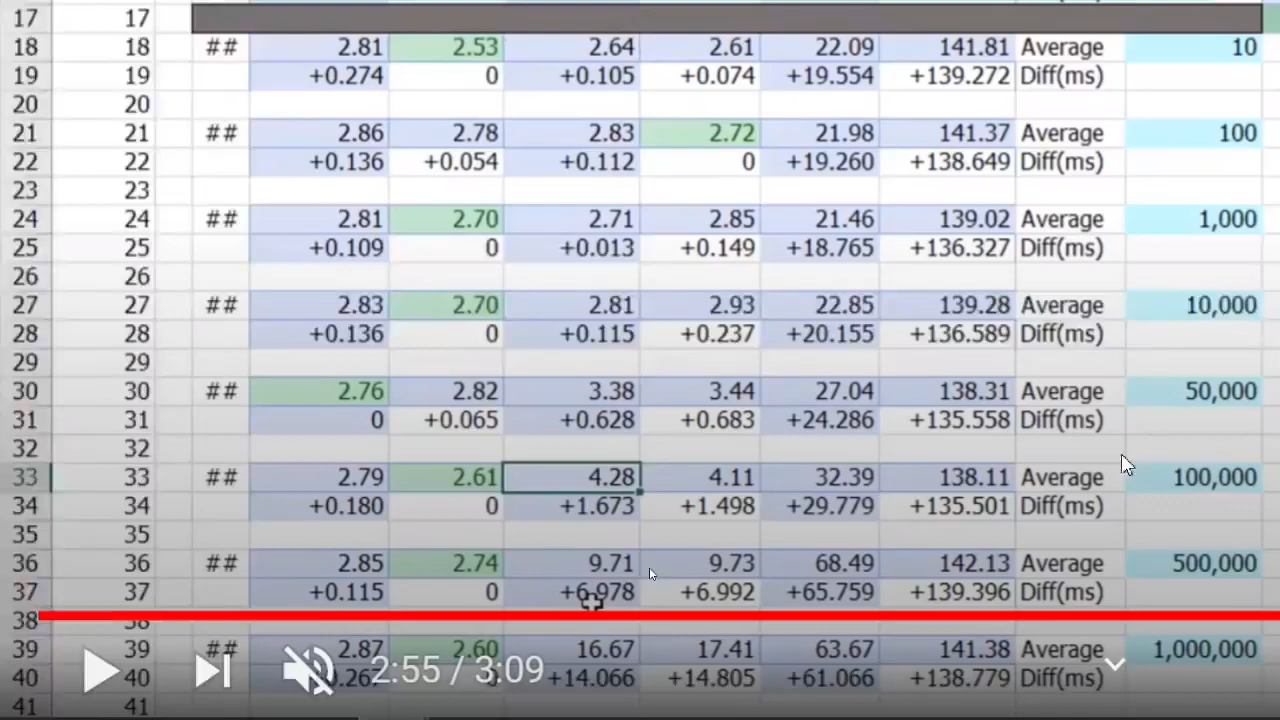 17 17
18 18 ## 2.81 2.53 2.64 2.61 22.09 141.81 Average 10
19 19 +0.274 0 +0.105 +0.074 +19.554 +139.272 Diff(ms)
20 20
21 21 ## 2.86 2.78 2.83 2.72 21.98 141.37 Average 100
22 22 +0.136 +0.054 +0.112 0 +19.260 +138.649 Diff(ms)
23 23
24 24 ## 2.81 2.70 2.71 2.85 21.46 139.02 Average 1,000
25 25 +0.109 0 +0.013 +0.149 +18.765 +136.327 Diff(ms)
26 26
27 27 ## 2.83 2.70 2.81 2.93 22.85 139.28 Average 10,000
28 28 +0.136 0 +0.115 +0.237 +20.155 +136.589 Diff(ms)
29 29
30 30 ## 2.76 2.82 3.38 3.44 27.04 138.31 Average 50,000
31 31 0 +0.065 +0.628 +0.683 +24.286 +135.558 Diff(ms)
32 32
33 33 ## 2.79 2.61 4.28 4.11 32.39 138.11 Average 100,000
34 34 +0.180 0 +1.673 +1.498 +29.779 +135.501 Diff(ms)
35 35
36 36 ## 2.85 2.74 9.71 9.73 68.49 142.13 Average 500,000
37 37 +0.115 0 +6.978 +6.992 +65.759 +139.396 Diff(ms)
38 38
39 39 ## 2.87 2.60 16.67 17.41 63.67 141.38 Average 1,000,000
2:55 / 3:09
40 40 0 +14.066 +14.805 +61.066 +138.779 Diff(ms)
41 41